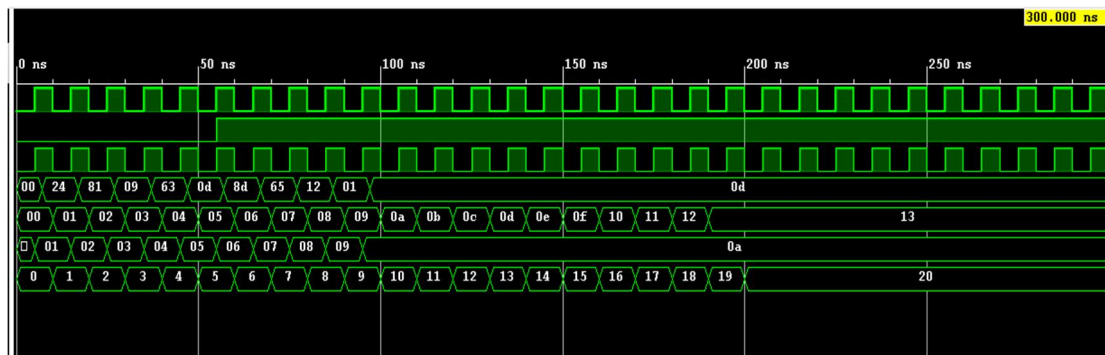 300.000 ns
0 ns 50 ns 100 ns 150 ns 200 ns 250 ns
00 24 81 09 63 0d 8d 65 12 01 0d
00 01 02 03 04 05 06 07 08 09 0a 0b 0c 0d 0e 0f 10 11 12 13
01 02 03 04 05 06 07 08 09 0a
0 1 2 3 4 5 6 7 8 9 10 11 12 13 14 15 16 17 18 19 20